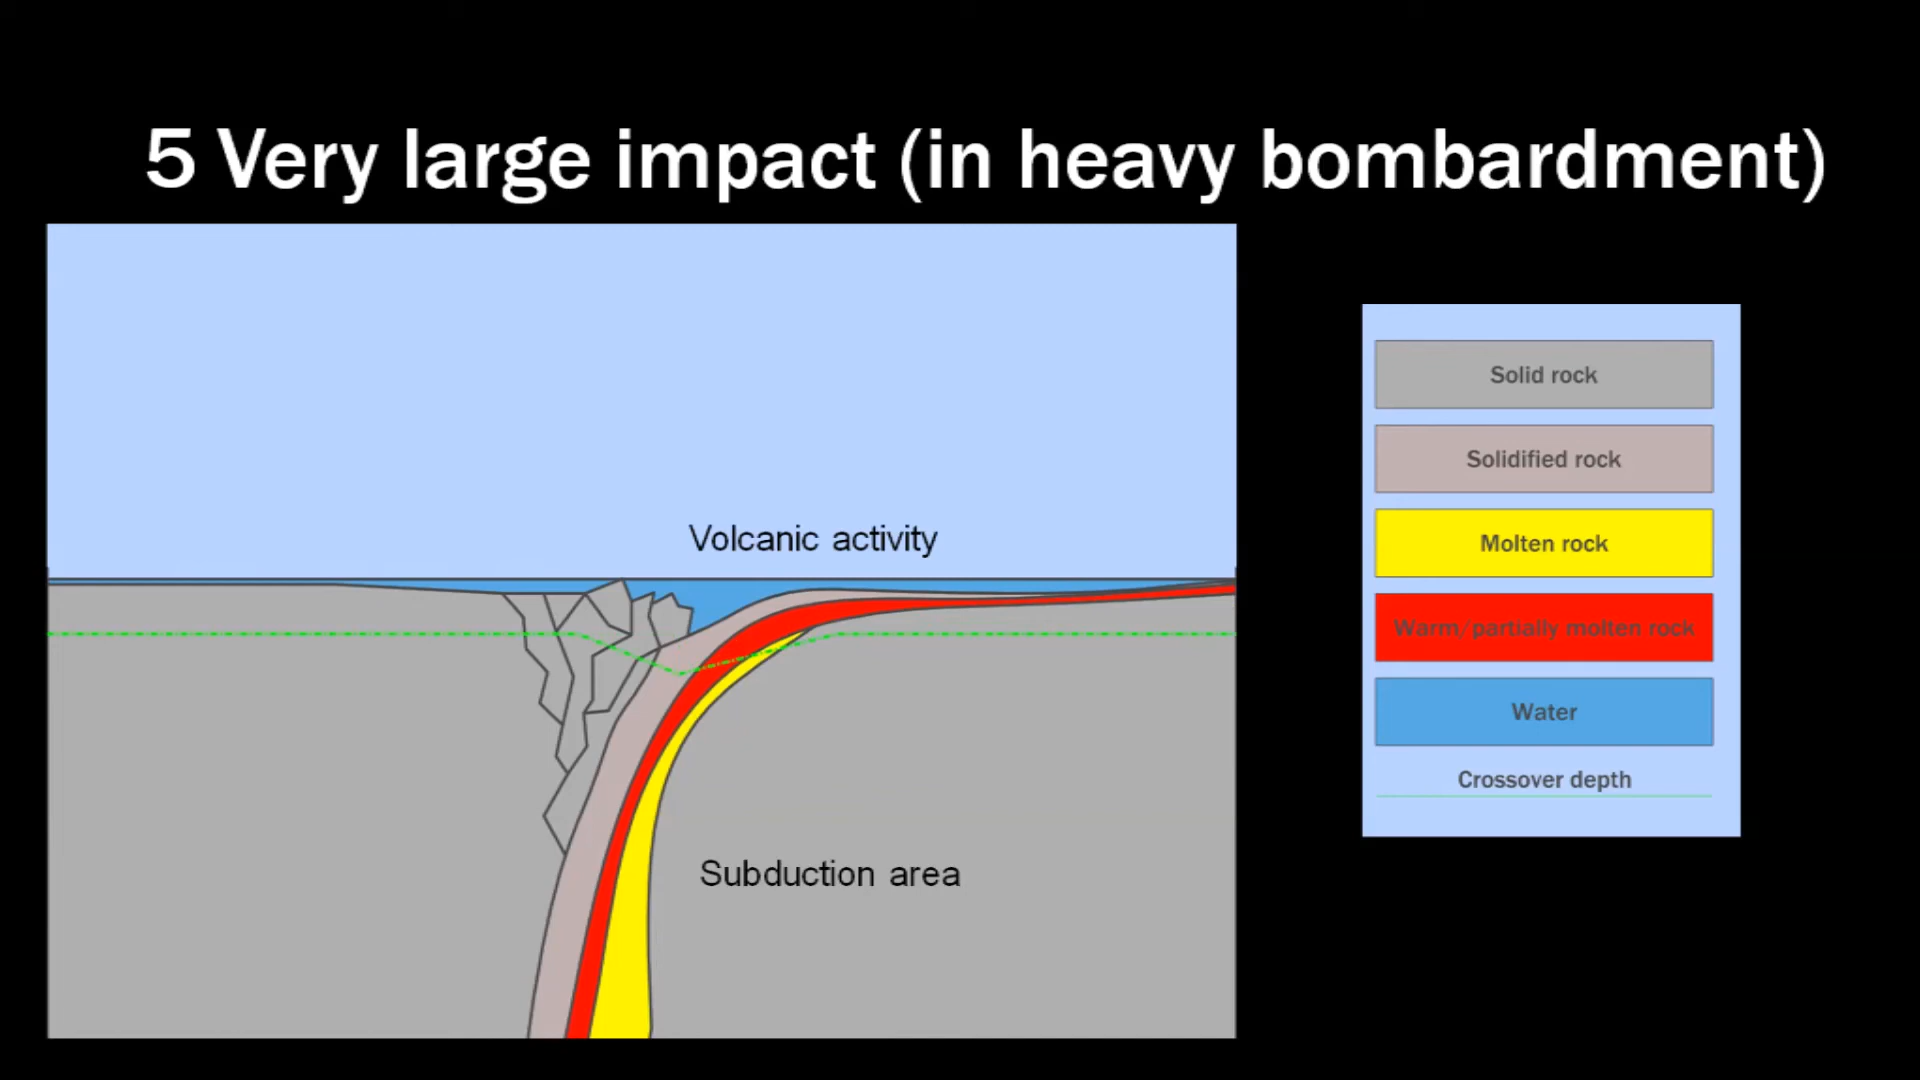 5 Very large impact (in heavy bombardment)
Volcanic activity
Subduction area
Solid rock
Solidified rock
Molten rock
Warm/partially molten rock
Water
Crossover depth